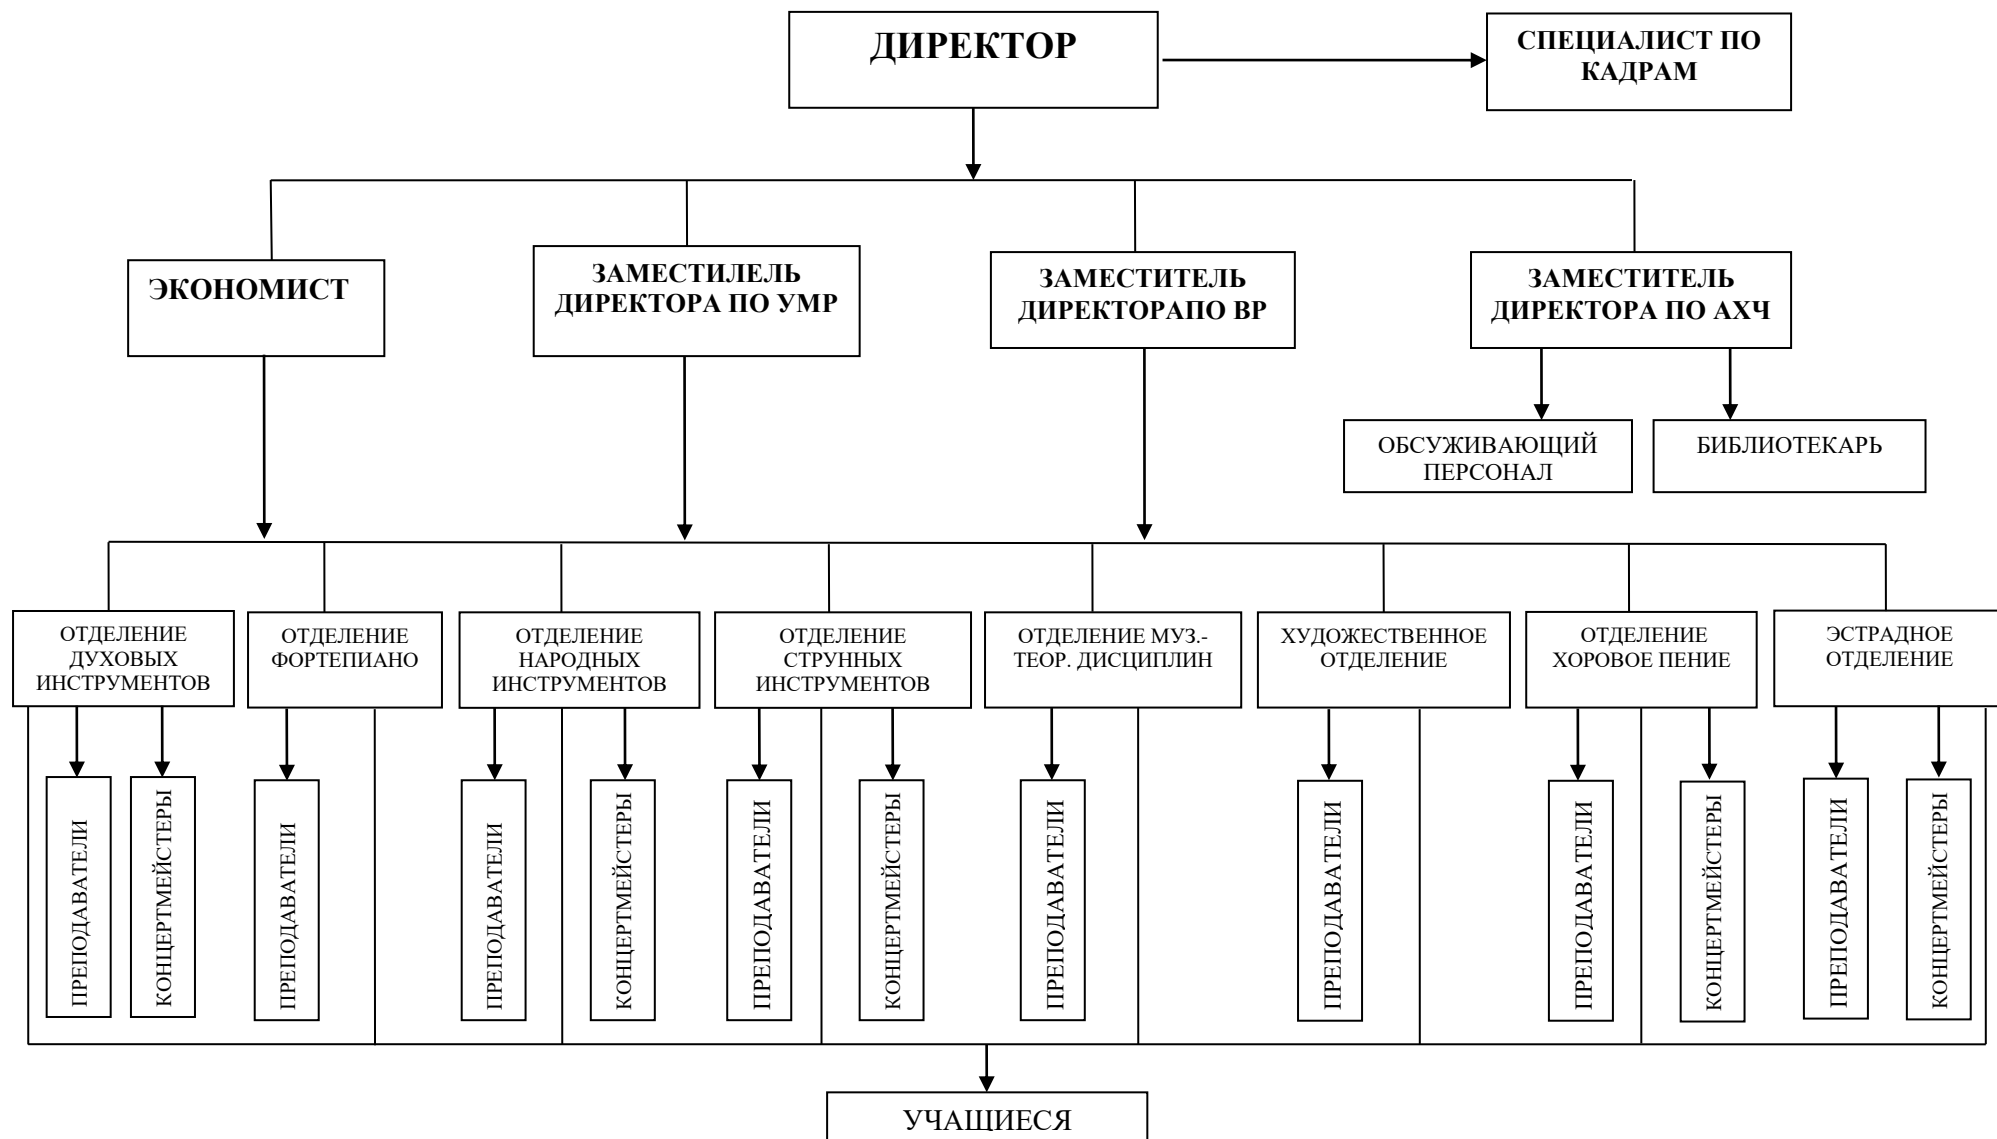 ДИРЕКТОР
СПЕЦИАЛИСТ ПО
КАДРАМ
ЭКОНОМИСТ
ЗАМЕСТИЛЕЛЬ
ДИРЕКТОРА ПО УМР
ЗАМЕСТИТЕЛЬ
ДИРЕКТОРАПО ВР
ЗАМЕСТИТЕЛЬ
ДИРЕКТОРА ПО АХЧ
ОБСУЖИВАЮЩИЙ
ПЕРСОНАЛ
БИБЛИОТЕКАРЬ
ОТДЕЛЕНИЕ
ДУХОВЫХ
ИНСТРУМЕНТОВ
ОТДЕЛЕНИЕ
ФОРТЕПИАНО
ОТДЕЛЕНИЕ
НАРОДНЫХ
ИНСТРУМЕНТОВ
ОТДЕЛЕНИЕ
СТРУННЫХ
ИНСТРУМЕНТОВ
ОТДЕЛЕНИЕ МУЗ.-
ТЕОР. ДИСЦИПЛИН
ХУДОЖЕСТВЕННОЕ
ОТДЕЛЕНИЕ
ОТДЕЛЕНИЕ
ХОРОВОЕ ПЕНИЕ
ЭСТРАДНОЕ
ОТДЕЛЕНИЕ
ПРЕПОДАВАТЕЛИ
КОНЦЕРТМЕЙСТЕРЫ
ПРЕПОДАВАТЕЛИ
ПРЕПОДАВАТЕЛИ
КОНЦЕРТМЕЙСТЕРЫ
ПРЕПОДАВАТЕЛИ
КОНЦЕРТМЕЙСТЕРЫ
ПРЕПОДАВАТЕЛИ
ПРЕПОДАВАТЕЛИ
ПРЕПОДАВАТЕЛИ
КОНЦЕРТМЕЙСТЕРЫ
ПРЕПОДАВАТЕЛИ
КОНЦЕРТМЕЙСТЕРЫ
УЧАЩИЕСЯ